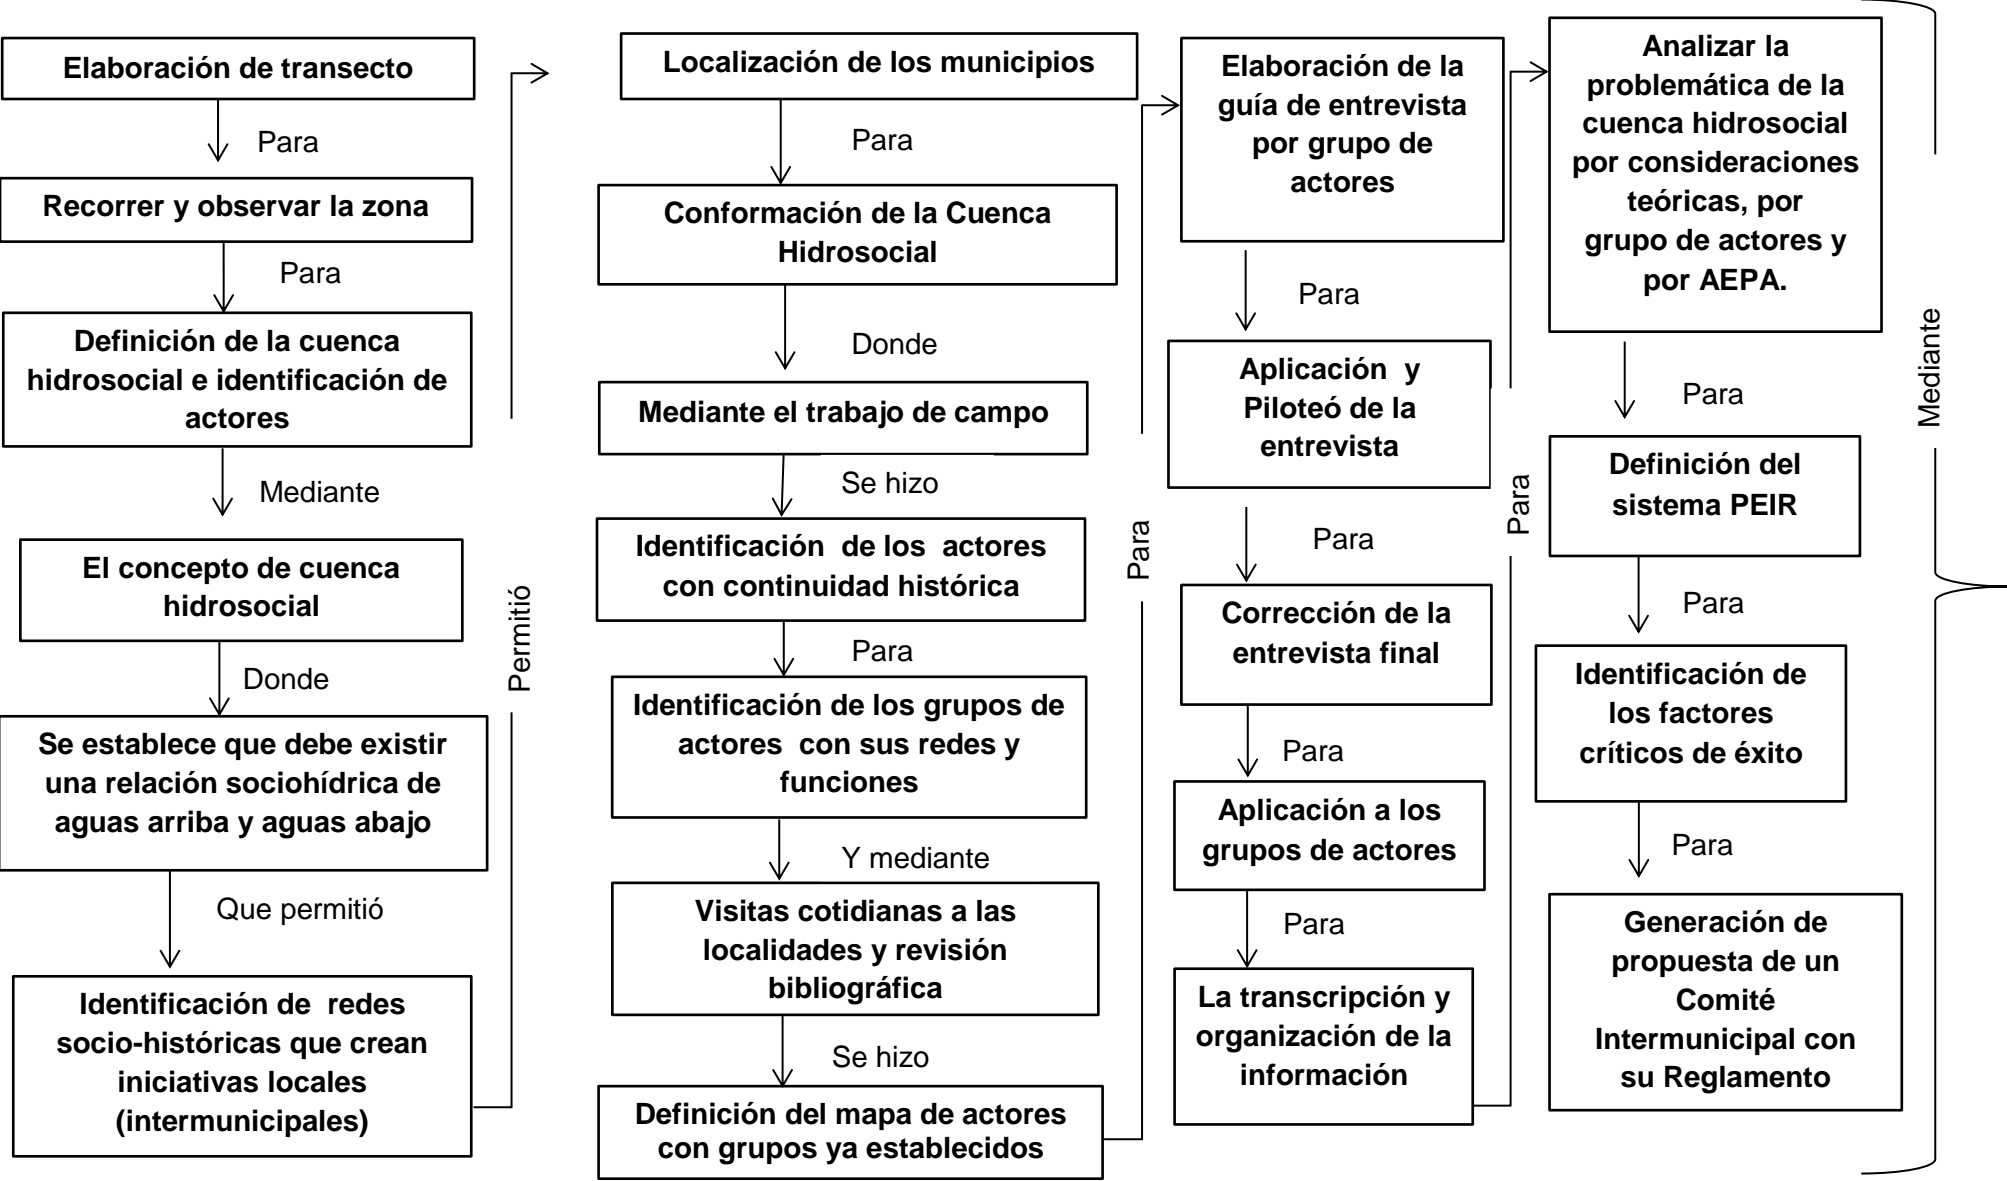 Elaboración de transecto
Para
Recorrer y observar la zona
Para
Definición de la cuenca
hidrosocial e identificación de
actores
Mediante
El concepto de cuenca
hidrosocial
Donde
Se establece que debe existir
una relación sociohídrica de
aguas arriba y aguas abajo
Que permitió
Identificación de redes
socio-históricas que crean
iniciativas locales
(intermunicipales)
Permitió
Localización de los municipios
Para
Conformación de la Cuenca
Hidrosocial
Donde
Mediante el trabajo de campo
Se hizo
Identificación de los actores
con continuidad histórica
Para
Identificación de los grupos de
actores con sus redes y
funciones
Y mediante
Visitas cotidianas a las
localidades y revisión
bibliográfica
Se hizo
Definición del mapa de actores
con grupos ya establecidos
Para
Elaboración de la
guía de entrevista
por grupo de
actores
Para
Aplicación y
Piloteó de la
entrevista
Para
Corrección de la
entrevista final
Para
Aplicación a los
grupos de actores
Para
La transcripción y
organización de la
información
Para
Analizar la
problemática de la
cuenca hidrosocial
por consideraciones
teóricas, por
grupo de actores y
por AEPA.
Para
Definición del
sistema PEIR
Para
Identificación de
los factores
críticos de éxito
Para
Generación de
propuesta de un
Comité
Intermunicipal con
su Reglamento
Mediante